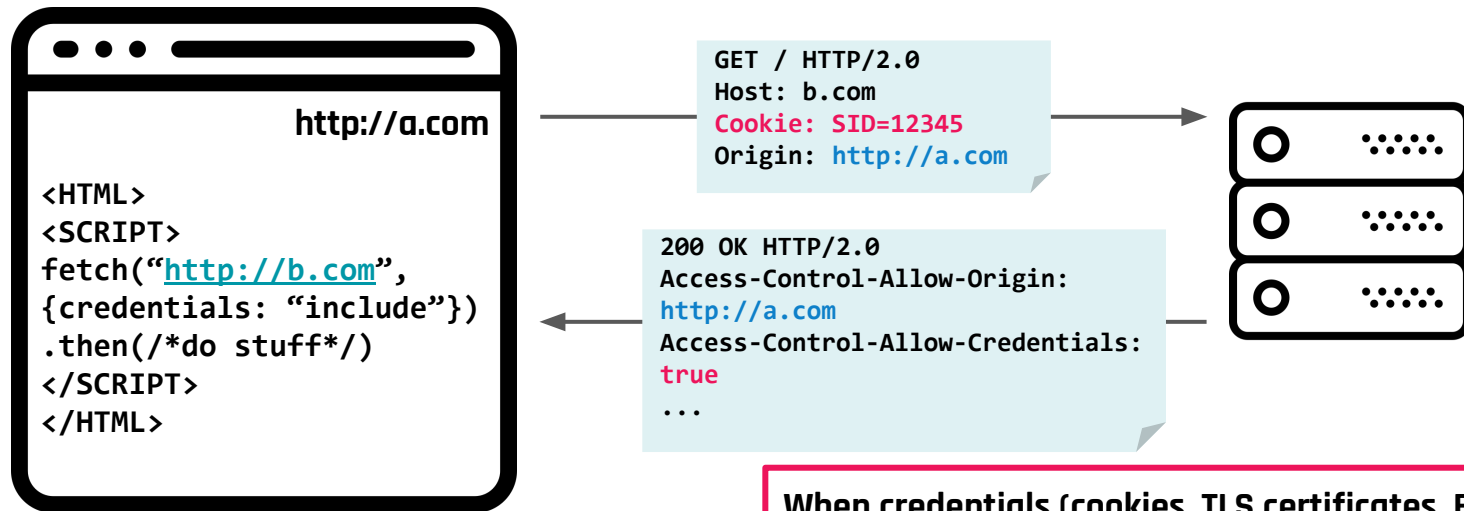 http://a.com
<HTML>
<SCRIPT>
fetch(“http://b.com”,
{credentials: “include”})
.then(/*do stuff*/)
</SCRIPT>
</HTML>
GET / HTTP/2.0
Host: b.com
Cookie: SID=12345
Origin: http://a.com
200 OK HTTP/2.0
Access-Control-Allow-Origin:
http://a.com
Access-Control-Allow-Credentials:
true
...
When credentials (cookies, TLS certificates,